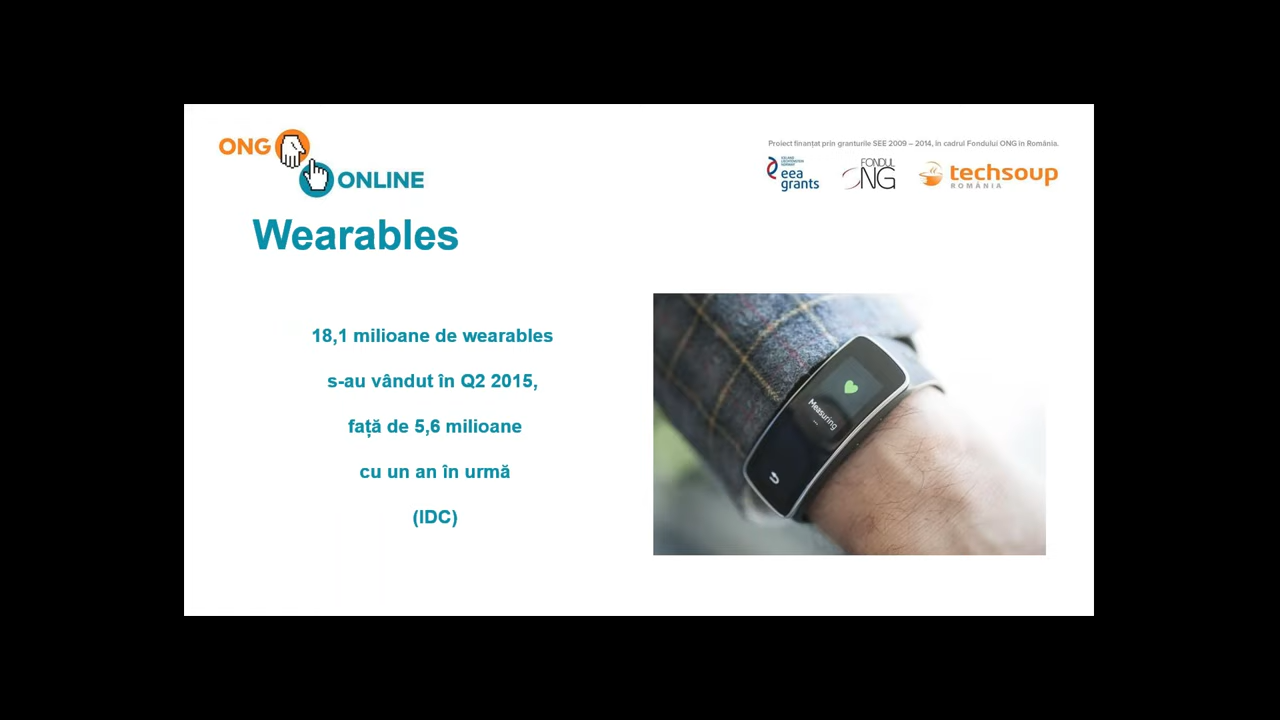 ONG
ONLINE
Proiect finanțat prin granturile SEE 2009 – 2014, în cadrul Fondului ONG în România.
eea
grants
FONDUL
NG
techsoup
ROMÂNIA
Wearables
18,1 milioane de wearables
s-au vândut în Q2 2015,
față de 5,6 milioane
cu un an în urmă
(IDC)
Measuring
...